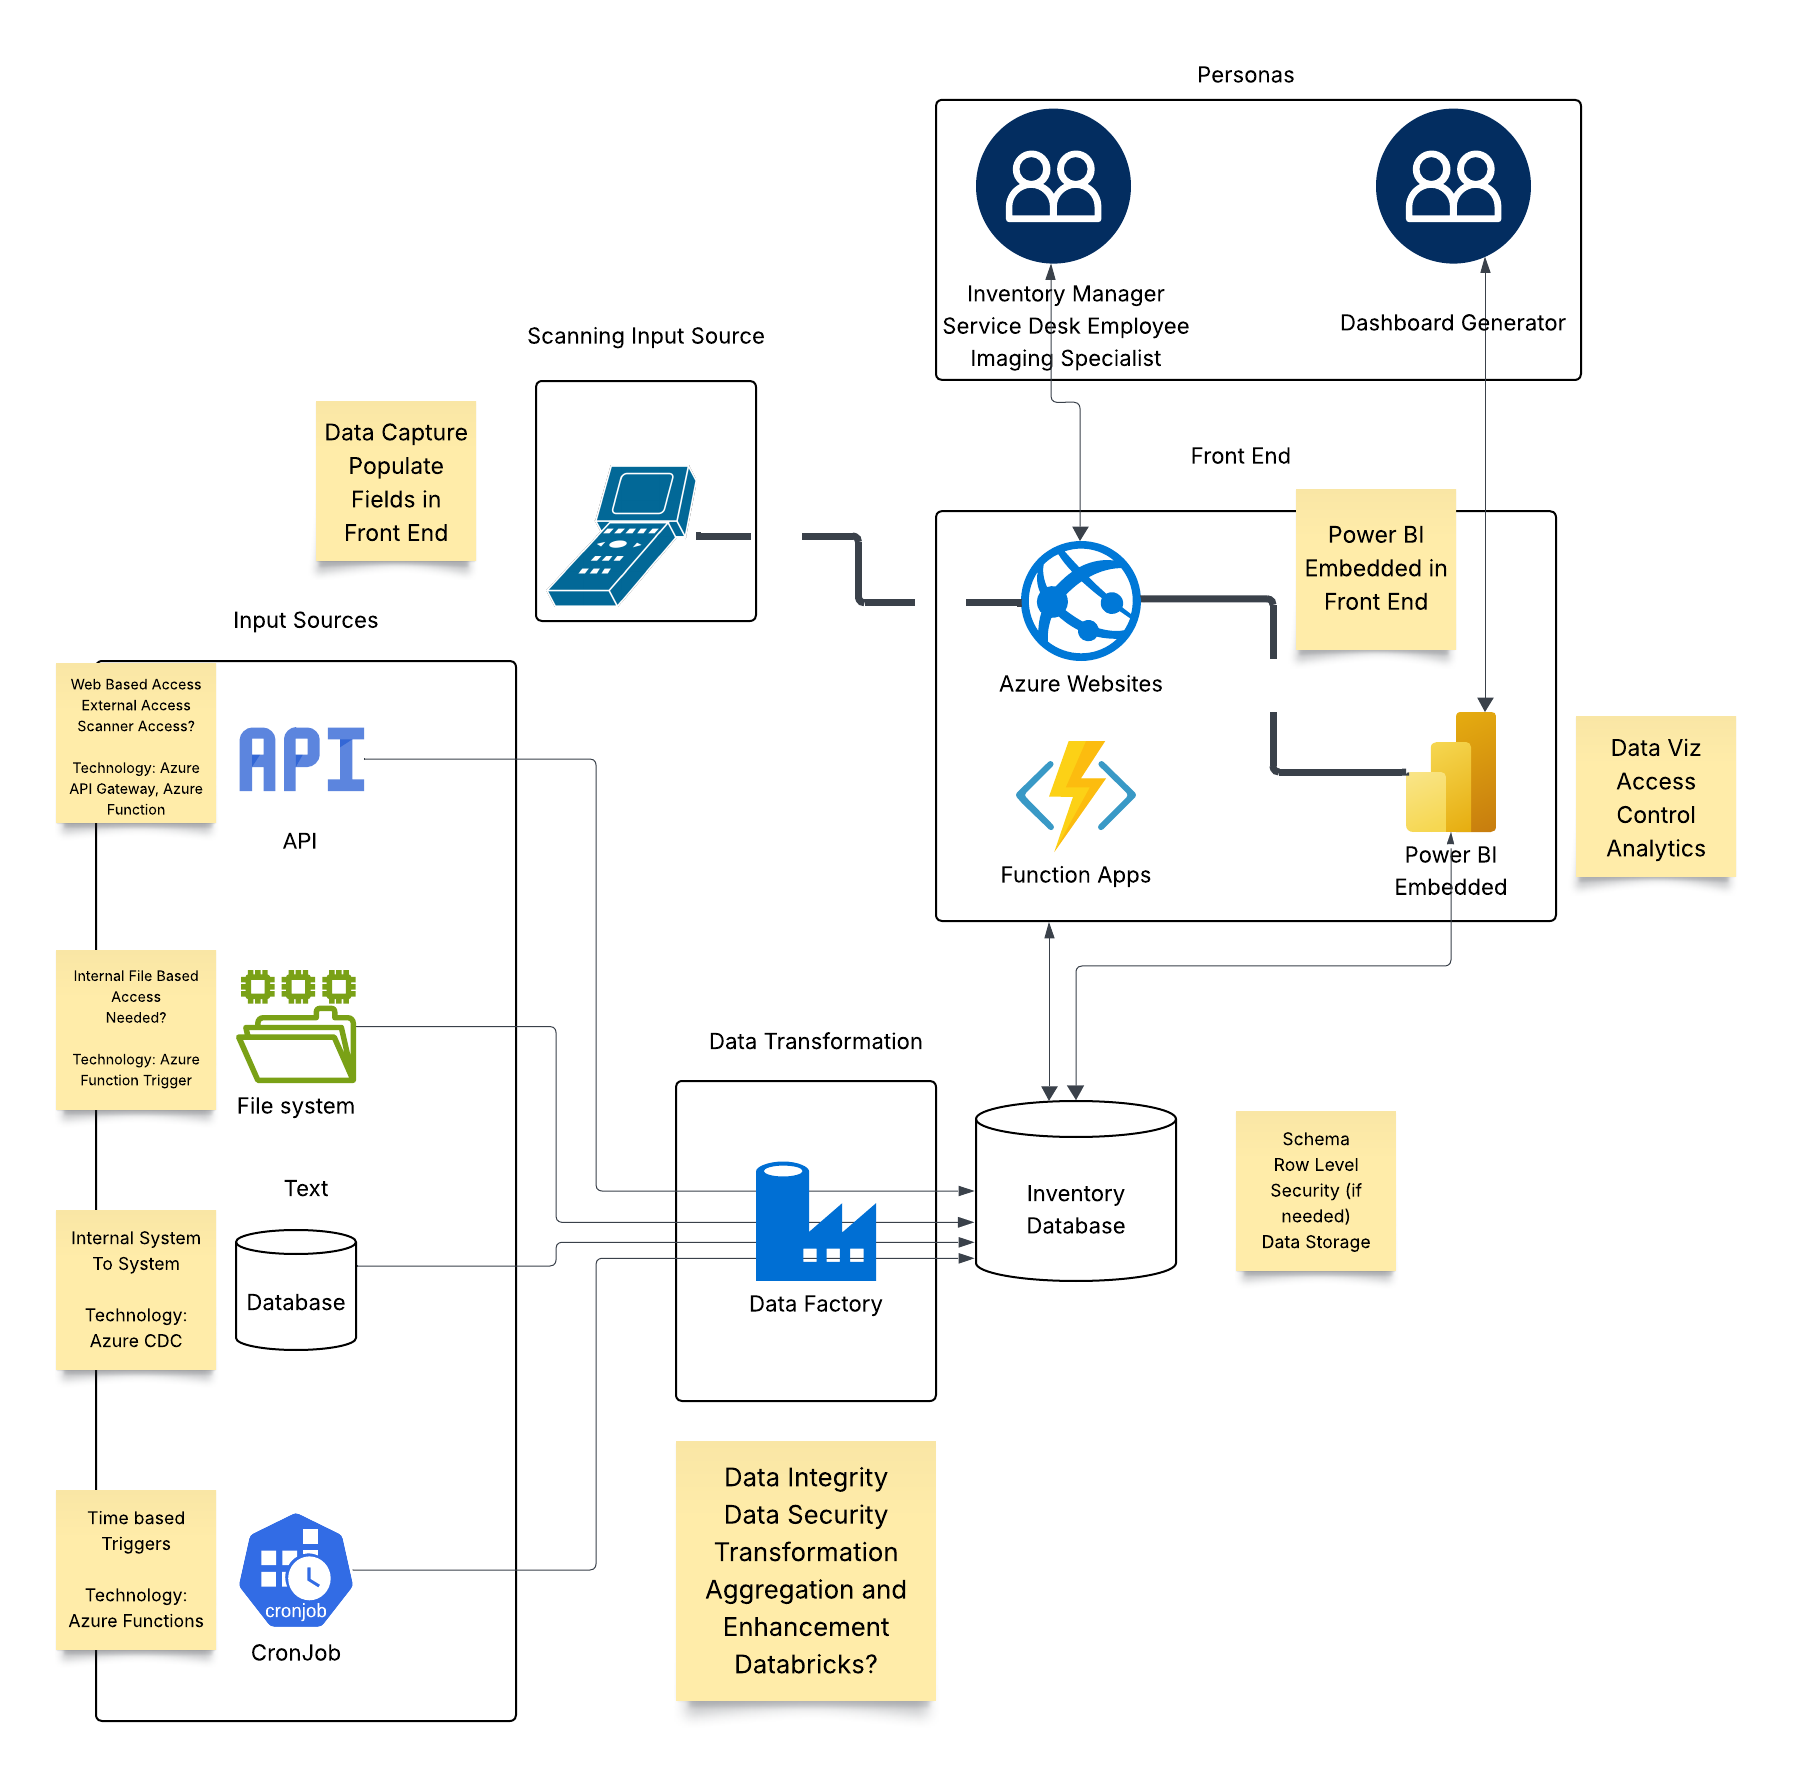 Personas
Inventory Manager
Service Desk Employee
Imaging Specialist
Dashboard Generator
Scanning Input Source
Data Capture
Populate
Fields in
Front End
Front End
Power BI
Embedded in
Front End
Azure Websites
Function Apps
Power BI
Embedded
Data Viz
Access
Control
Analytics
Input Sources
Web Based Access
External Access
Scanner Access?
Technology: Azure
API Gateway, Azure
Function
API
API
Internal File Based
Access
Needed?
Technology: Azure
Function Trigger
File system
Text
Internal System
To System
Technology:
Azure CDC
Database
Time based
Triggers
Technology:
Azure Functions
cronjob
CronJob
Data Transformation
Data Factory
Inventory
Database
Schema
Row Level
Security (if
needed)
Data Storage
Data Integrity
Data Security
Transformation
Aggregation and
Enhancement
Databricks?